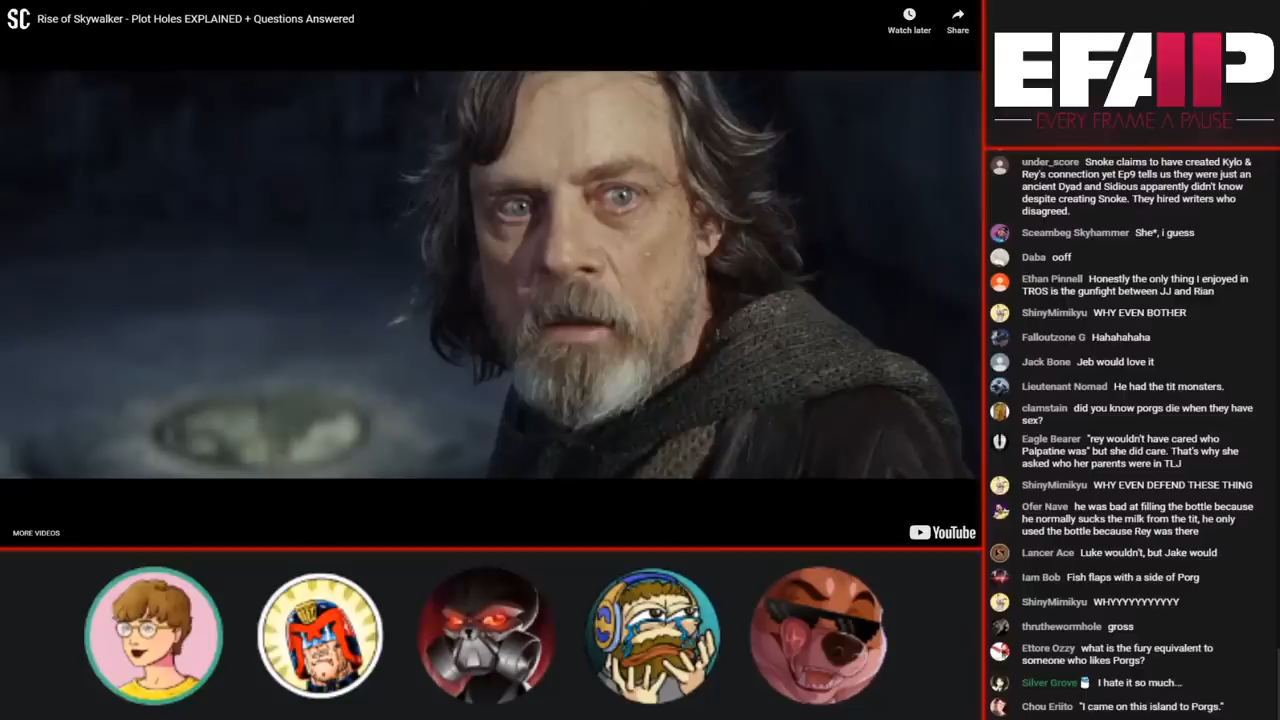 SC Rise of Skywalker - Plot Holes EXPLAINED + Questions Answered
Watch later
Share
MORE VIDEOS
YouTube
EFAP
EVERY FRAME A PAUSE
under_score Snoke claims to have created Kylo &
Rey's connection yet Ep9 tells us they were just an
ancient Dyad and Sidious apparently didn't know
despite creating Snoke. They hired writers who
disagreed.
Sceambeg Skyhammer She*, i guess
Daba ooff
Ethan Pinnell Honestly the only thing I enjoyed in
TROS is the gunfight between JJ and Rian
ShinyMimikyu WHY EVEN BOTHER
Falloutzone G Hahahahaha
Jack Bone Jeb would love it
Lieutenant Nomad He had the tit monsters.
clamstain did you know porgs die when they have
sex?
Eagle Bearer "rey wouldn't have cared who
Palpatine was" but she did care. That's why she
asked who her parents were in TLJ
ShinyMimikyu WHY EVEN DEFEND THESE THING
Ofer Nave he was bad at filling the bottle because
he normally sucks the milk from the tit, he only
used the bottle because Rey was there
Lancer Ace Luke wouldn't, but Jake would
Iam Bob Fish flaps with a side of Porg
ShinyMimikyu WHYYYYYYYYYY
thruthewormhole gross
Ettore Ozzy what is the fury equivalent to
someone who likes Porgs?
Silver Grove I hate it so much...
Chou Eriito "I came on this island to Porgs."